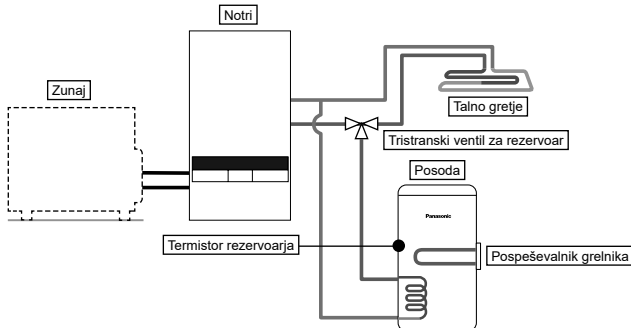 Notri
Zunaj
Talno gretje
Tristranski ventil za rezervoar
Posoda
Panasonic
Termistor rezervoarja
Pospeševalnik grelnika